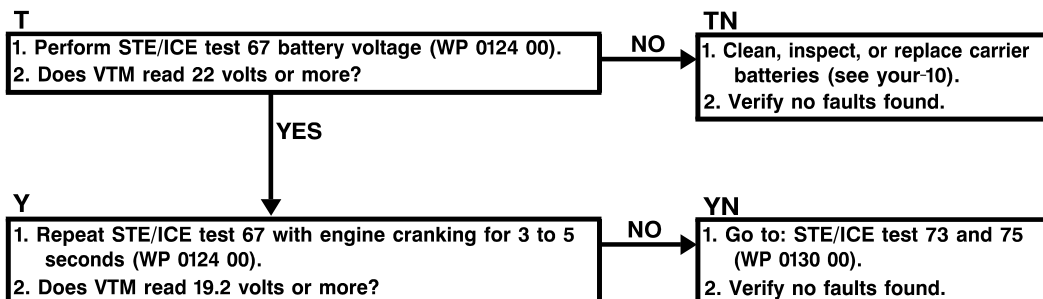 T
1. Perform STE/ICE test 67 battery voltage (WP 0124 00).
2. Does VTM read 22 volts or more?
NO
TN
1. Clean, inspect, or replace carrier
batteries (see your-10).
2. Verify no faults found.
YES
Y
1. Repeat STE/ICE test 67 with engine cranking for 3 to 5
seconds (WP 0124 00).
2. Does VTM read 19.2 volts or more?
NO
YN
1. Go to: STE/ICE test 73 and 75
(WP 0130 00).
2. Verify no faults found.